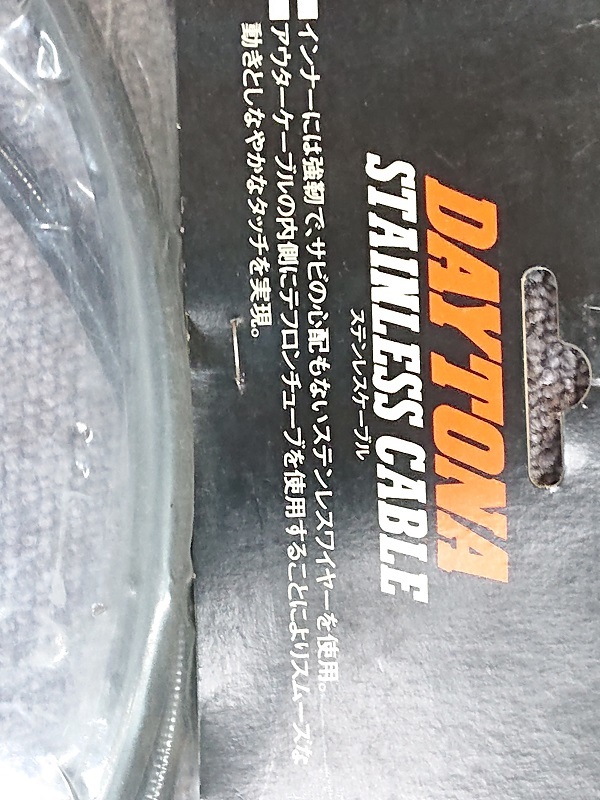 DAYTONA
STAINLESS CABLE
ステンレスケーブル
■インナーには強靭で、サビの心配もないステンレスワイヤーを使用。
■アウターケーブルの内側にテフロンチューブを使用することによりスムーズな
動きとしなやかなタッチを実現。